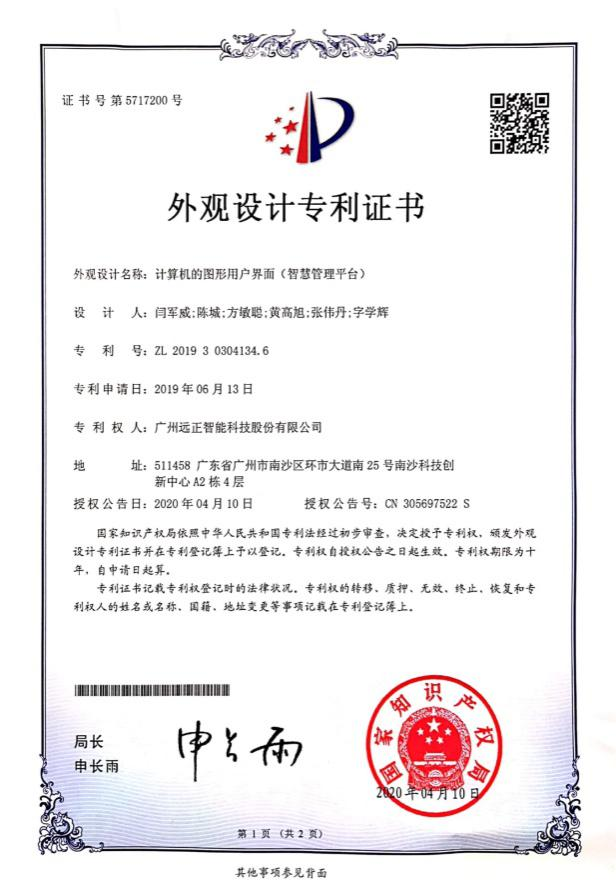 证书号第5717200号
外观设计专利证书
外观设计名称：计算机的图形用户界面（智慧管理平台）
设 计 人：闫军威;陈城;方敏聪;黄高旭;张伟丹;字学辉
专 利 号：ZL 2019 3 0304134.6
专利申请日：2019年06月13日
专 利 权 人：广州远正智能科技股份有限公司
地 址：511458 广东省广州市南沙区环市大道南25号南沙科技创
新中心A2栋4层
授权公告日：2020年04月10日 授权公告号：CN 305697522 S
国家知识产权局依照中华人民共和国专利法经过初步审查，决定授予专利权，颁发外观
设计专利证书并在专利登记簿上予以登记。专利权自授权公告之日起生效。专利权期限为十
年，自申请日起算。
专利证书记载专利权登记时的法律状况。专利权的转移、质押、无效、终止、恢复和专
利权人的姓名或名称、国籍、地址变更等事项记载在专利登记簿上。
局长
申长雨
申长雨
国家知识产权局
2020年04月10日
第 1 页 （共 2 页）
其他事项参见背面